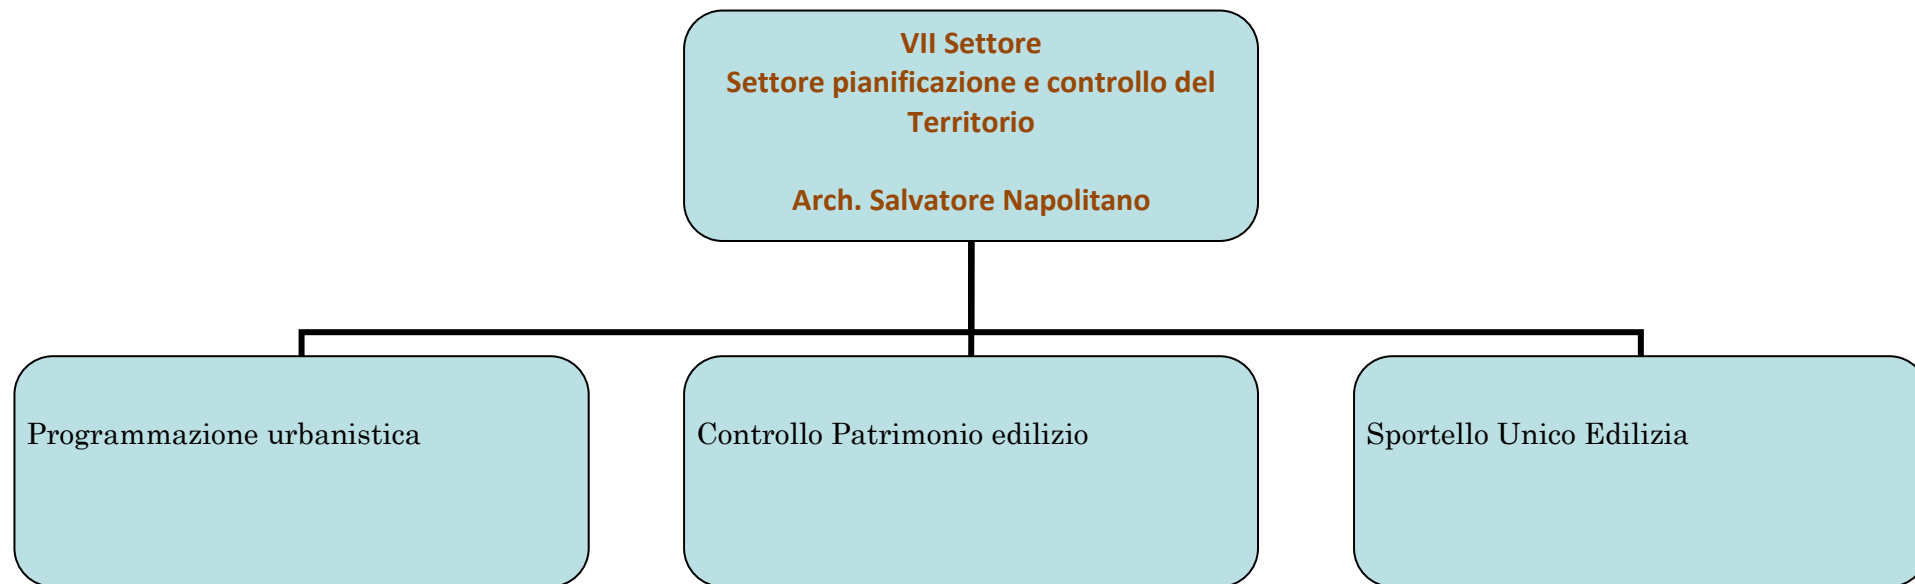 VII Settore
Settore pianificazione e controllo del
Territorio
Arch. Salvatore Napolitano
Programmazione urbanistica
Controllo Patrimonio edilizio
Sportello Unico Edilizia